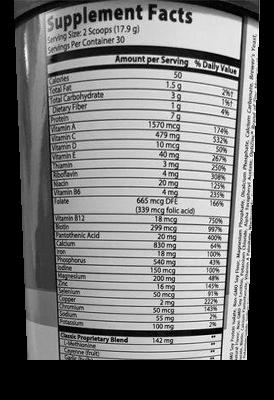 Supplement Facts
Serving Size: 2 Scoops (17.9 g)
Servings Per Container 30
Amount per Serving % Daily Value
Calories 50
Total Fat 1.5 g 2%†
Total Carbohydrate 3 g 1%†
Dietary Fiber 1 g 4%
Protein 7 g
Vitamin A 1570 mcg 174%
Vitamin C 479 mcg 532%
Vitamin D 10 mcg 50%
Vitamin E 40 mg 267%
Thiamin 3 mg 250%
Riboflavin 4 mg 308%
Niacin 20 mg 125%
Vitamin B6 4 mg 235%
Folate 665 mcg DFE 166%
(339 mcg folic acid)
Vitamin B12 18 mcg 750%
Biotin 299 mcg 997%
Pantothenic Acid 20 mg 400%
Calcium 830 mg 64%
Iron 18 mg 100%
Phosphorus 540 mg 43%
Iodine 150 mcg 100%
Magnesium 200 mg 48%
Zinc 16 mg 145%
Selenium 50 mcg 91%
Copper 2 mg 222%
Chromium 50 mcg 143%
Sodium 55 mg 2%
Potassium 100 mg 2%
Classic Proprietary Blend 142 mg **
L-Methionine **
Cayenne (fruit) **